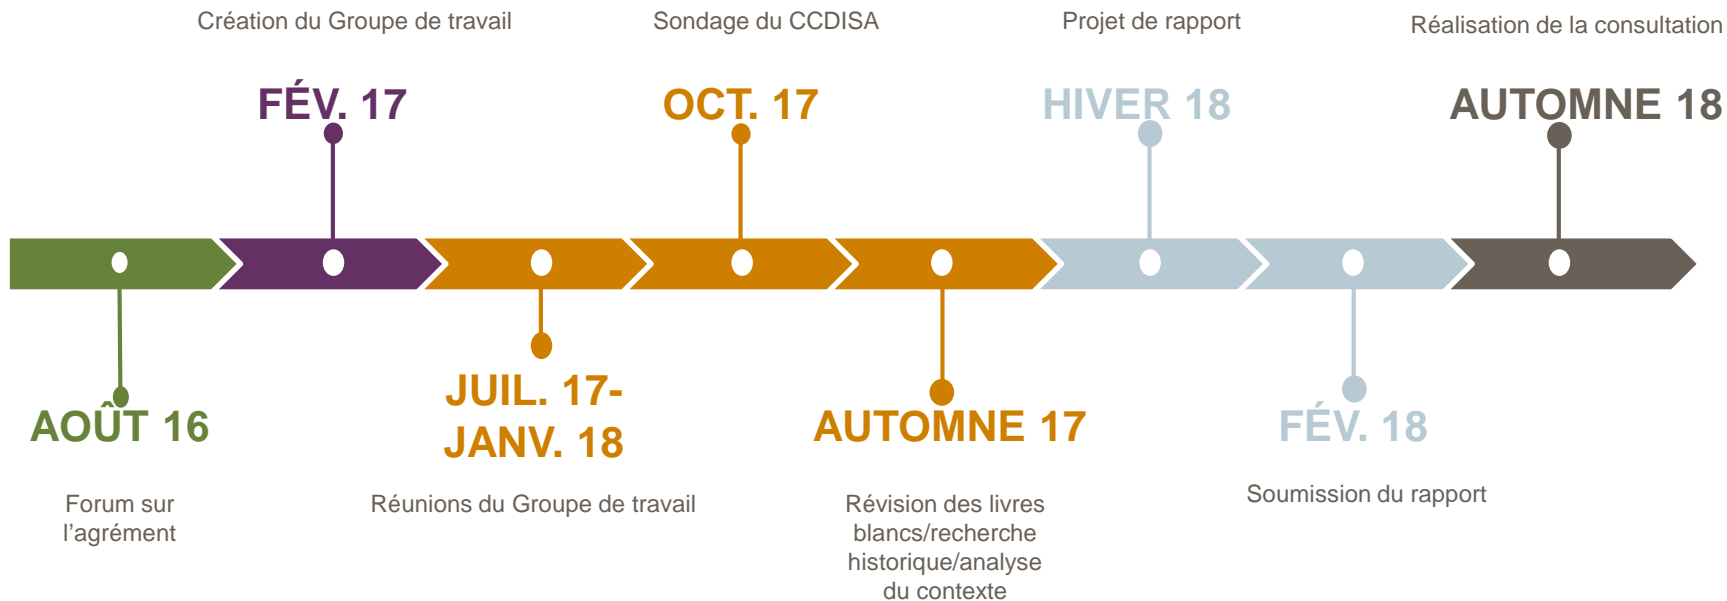 Création du Groupe de travail
Sondage du CCDISA
Projet de rapport
Réalisation de la consultation
FÉV. 17
OCT. 17
HIVER 18
AUTOMNE 18
AOÛT 16
JUIL. 17-
JANV. 18
AUTOMNE 17
FÉV. 18
Forum sur
l’agrément
Réunions du Groupe de travail
Révision des livres
blancs/recherche
historique/analyse
du contexte
Soumission du rapport